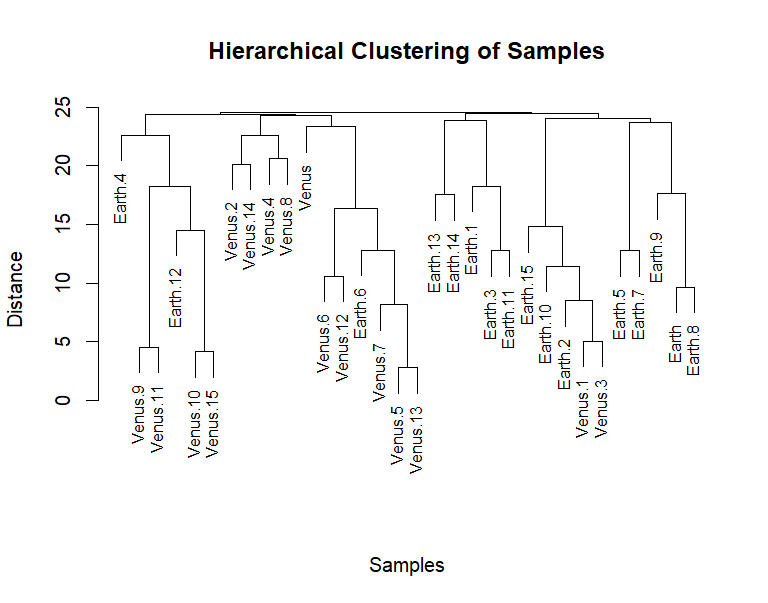 Hierarchical Clustering of Samples
Distance
25
20
15
10
5
0
Earth.4
Venus.9
Venus.11
Earth.12
Venus.10
Venus.15
Venus.2
Venus.14
Venus.4
Venus.8
Venus
Venus.6
Venus.12
Earth.6
Venus.7
Venus.5
Venus.13
Earth.13
Earth.14
Earth.1
Earth.3
Earth.11
Earth.15
Earth.10
Earth.2
Venus.1
Venus.3
Earth.5
Earth.7
Earth.9
Earth
Earth.8
Samples